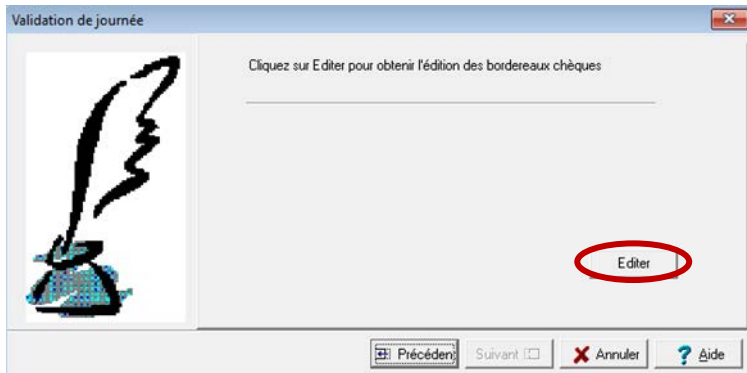 Validation de journée
Cliquez sur Editer pour obtenir l'édition des bordereaux chèques
Editer
Précéden
Suivant
Annuler
? Aide